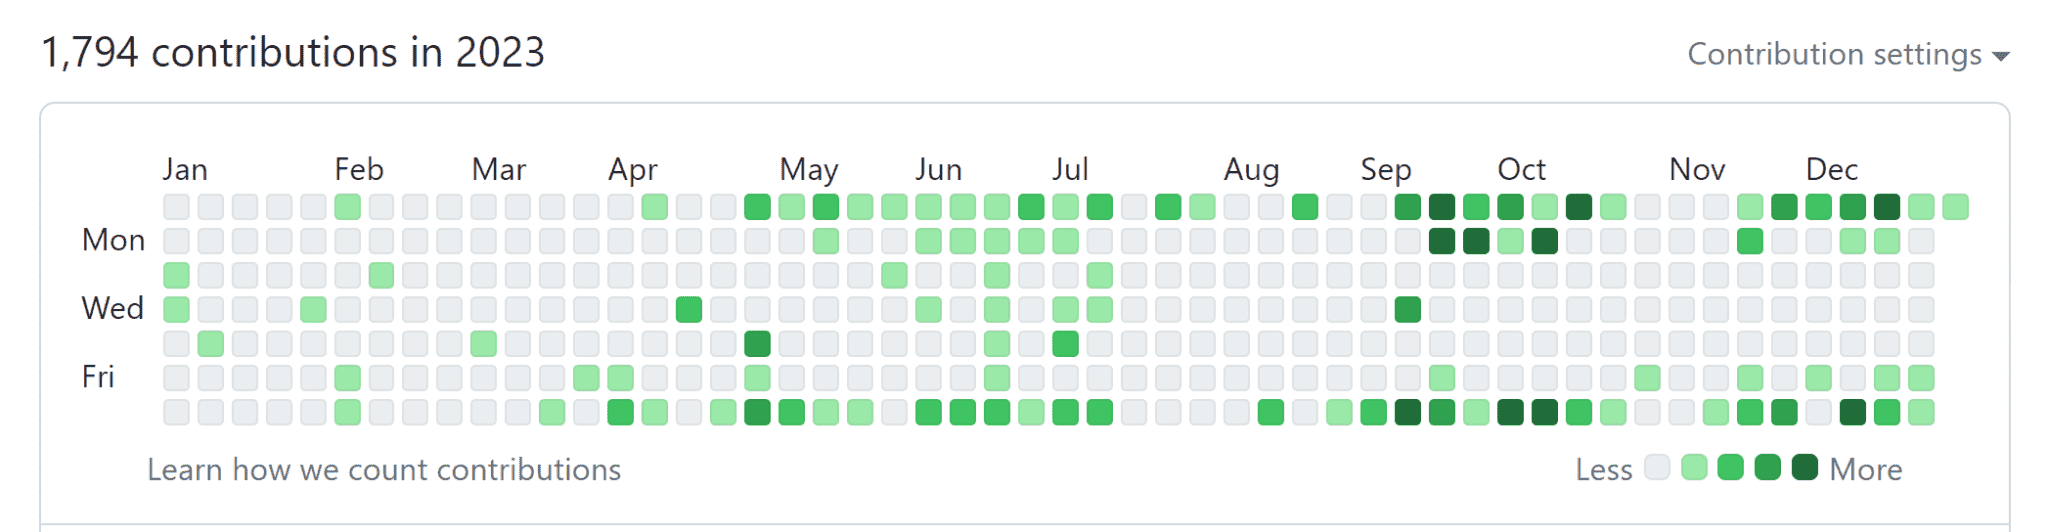 1,794 contributions in 2023
Contribution settings
Jan Feb Mar Apr May Jun Jul Aug Sep Oct Nov Dec
Mon
Wed
Fri
Learn how we count contributions
Less More